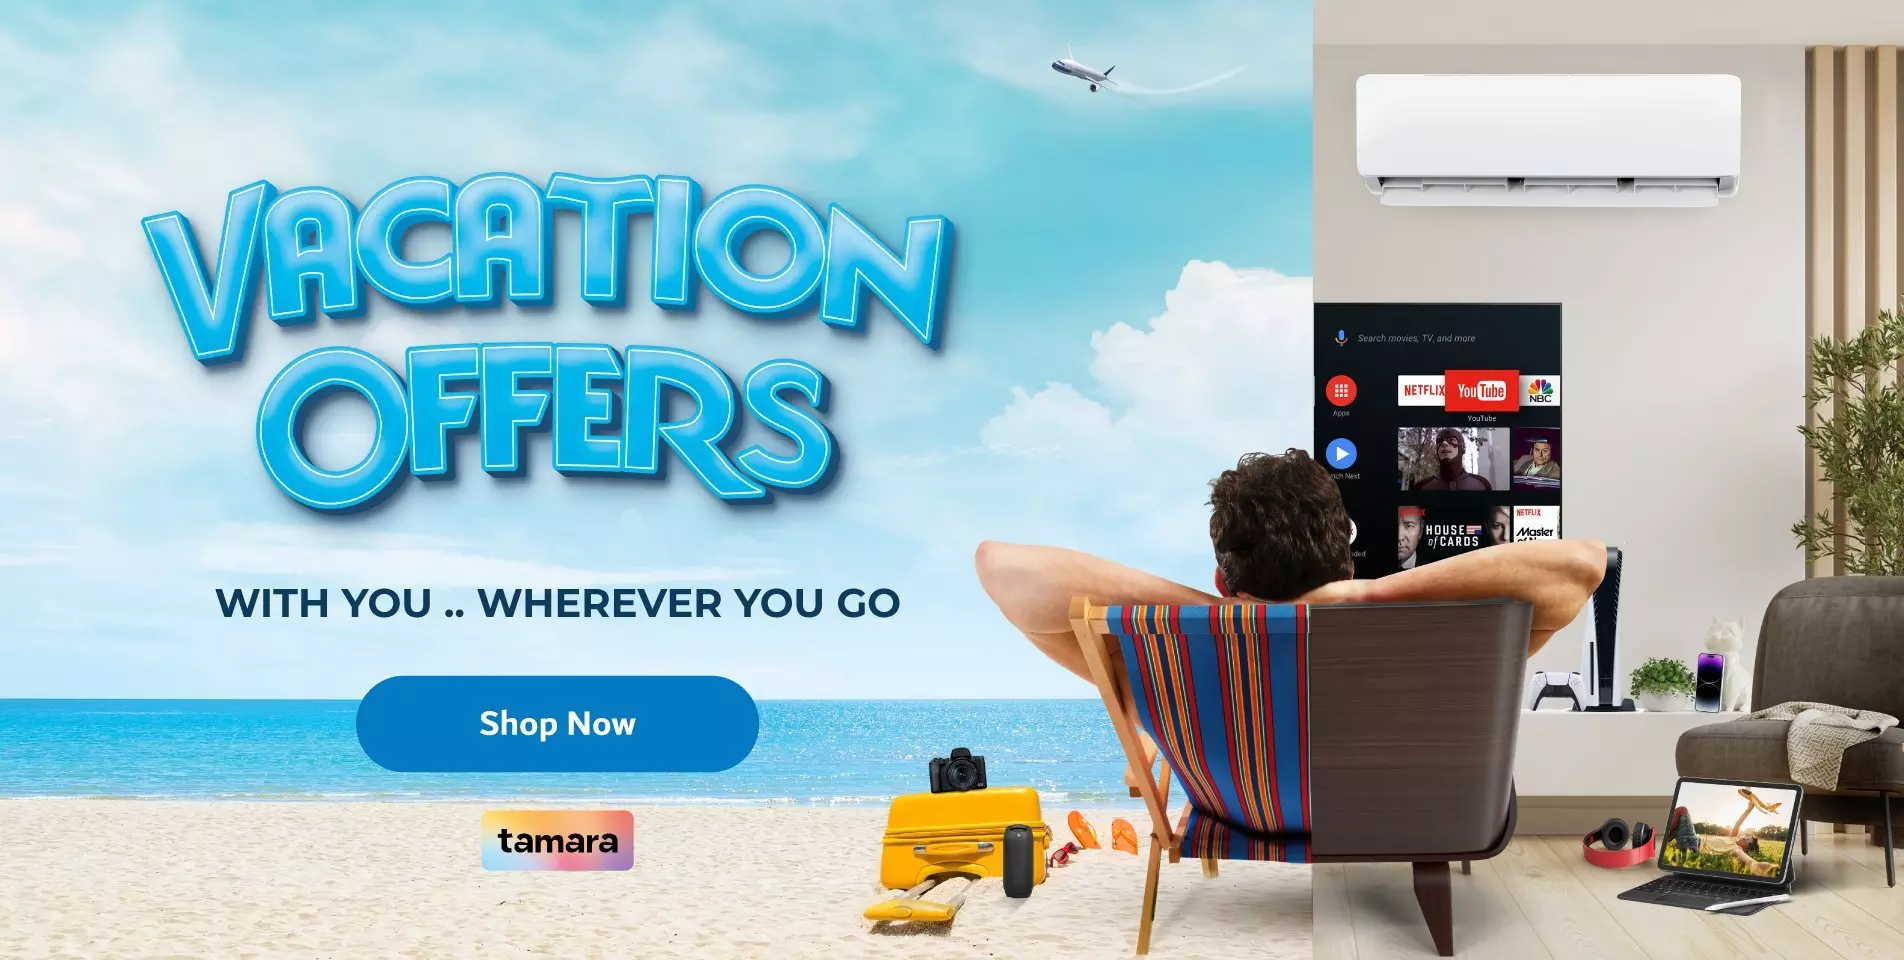 VACATION
OFFERS
WITH YOU .. WHEREVER YOU GO
Shop Now
tamara
Search movies, TV, and more
Apps
NETFLIX
YouTube
NBC
YouTube
NETFLIX
HOUSE
of CARDS
NETFLIX
Master